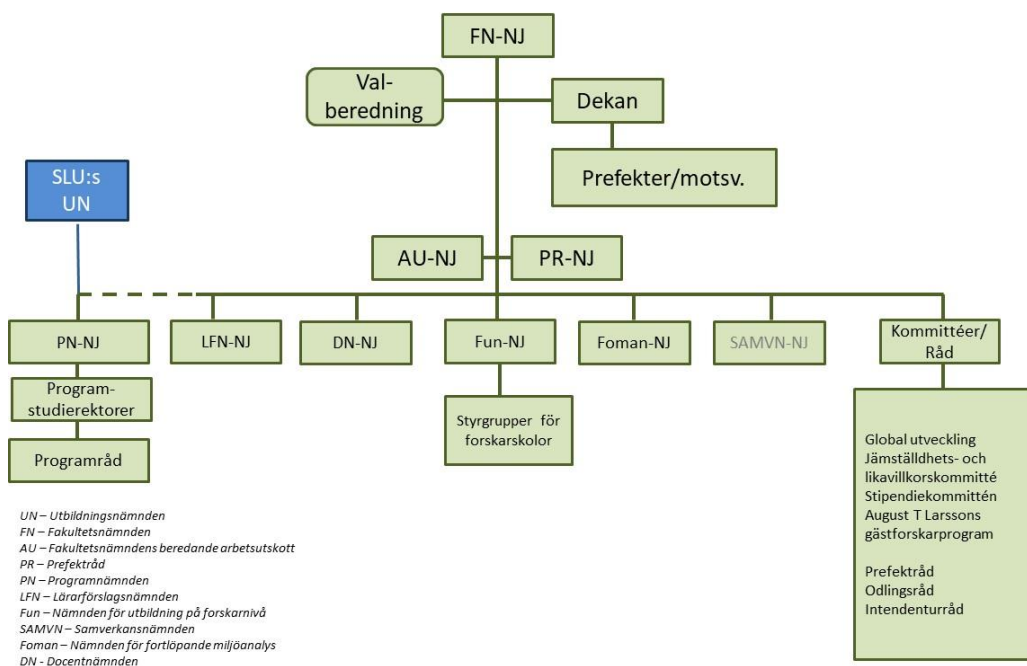 FN-NJ
Val-
beredning
Dekan
Prefekter/motsv.
SLU:s
UN
AU-NJ
PR-NJ
PN-NJ
LFN-NJ
DN-NJ
Fun-NJ
Foman-NJ
SAMVN-NJ
Kommittéer/
Råd
Program-
studierektorer
Programråd
Styrgrupper för
forskarskolor
Global utveckling
Jämställdhets- och
likavillkorskommitté
Stipendiekommittén
August T Larssons
gästforskarprogram
Prefektråd
Odlingsråd
Intendenturråd
UN – Utbildningsnämnden
FN – Fakultetsnämnden
AU – Fakultetsnämndens beredande arbetsutskott
PR – Prefektråd
PN – Programnämnden
LFN – Lärarförslagsnämnden
Fun – Nämnden för utbildning på forskarnivå
SAMVN – Samverkansnämnden
Foman – Nämnden för fortlöpande miljöanalys
DN - Docentnämnden